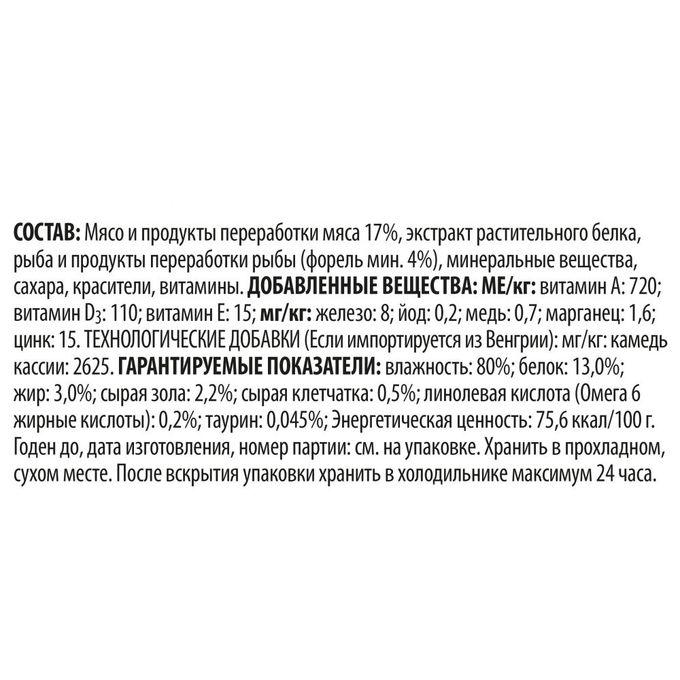 СОСТАВ: Мясо и продукты переработки мяса 17%, экстракт растительного белка,
рыба и продукты переработки рыбы (форель мин. 4%), минеральные вещества,
сахара, красители, витамины. ДОБАВЛЕННЫЕ ВЕЩЕСТВА: МЕ/кг: витамин А: 720;
витамин D3: 110; витамин Е: 15; мг/кг: железо: 8; йод: 0,2; медь: 0,7; марганец: 1,6;
цинк: 15. ТЕХНОЛОГИЧЕСКИЕ ДОБАВКИ (Если импортируется из Венгрии): мг/кг: камедь
кассии: 2625. ГАРАНТИРУЕМЫЕ ПОКАЗАТЕЛИ: влажность: 80%; белок: 13,0%;
жир: 3,0%; сырая зола: 2,2%; сырая клетчатка: 0,5%; линолевая кислота (Омега 6
жирные кислоты): 0,2%; таурин: 0,045%; Энергетическая ценность: 75,6 ккал/100 г.
Годен до, дата изготовления, номер партии: см. на упаковке. Хранить в прохладном,
сухом месте. После вскрытия упаковки хранить в холодильнике максимум 24 часа.